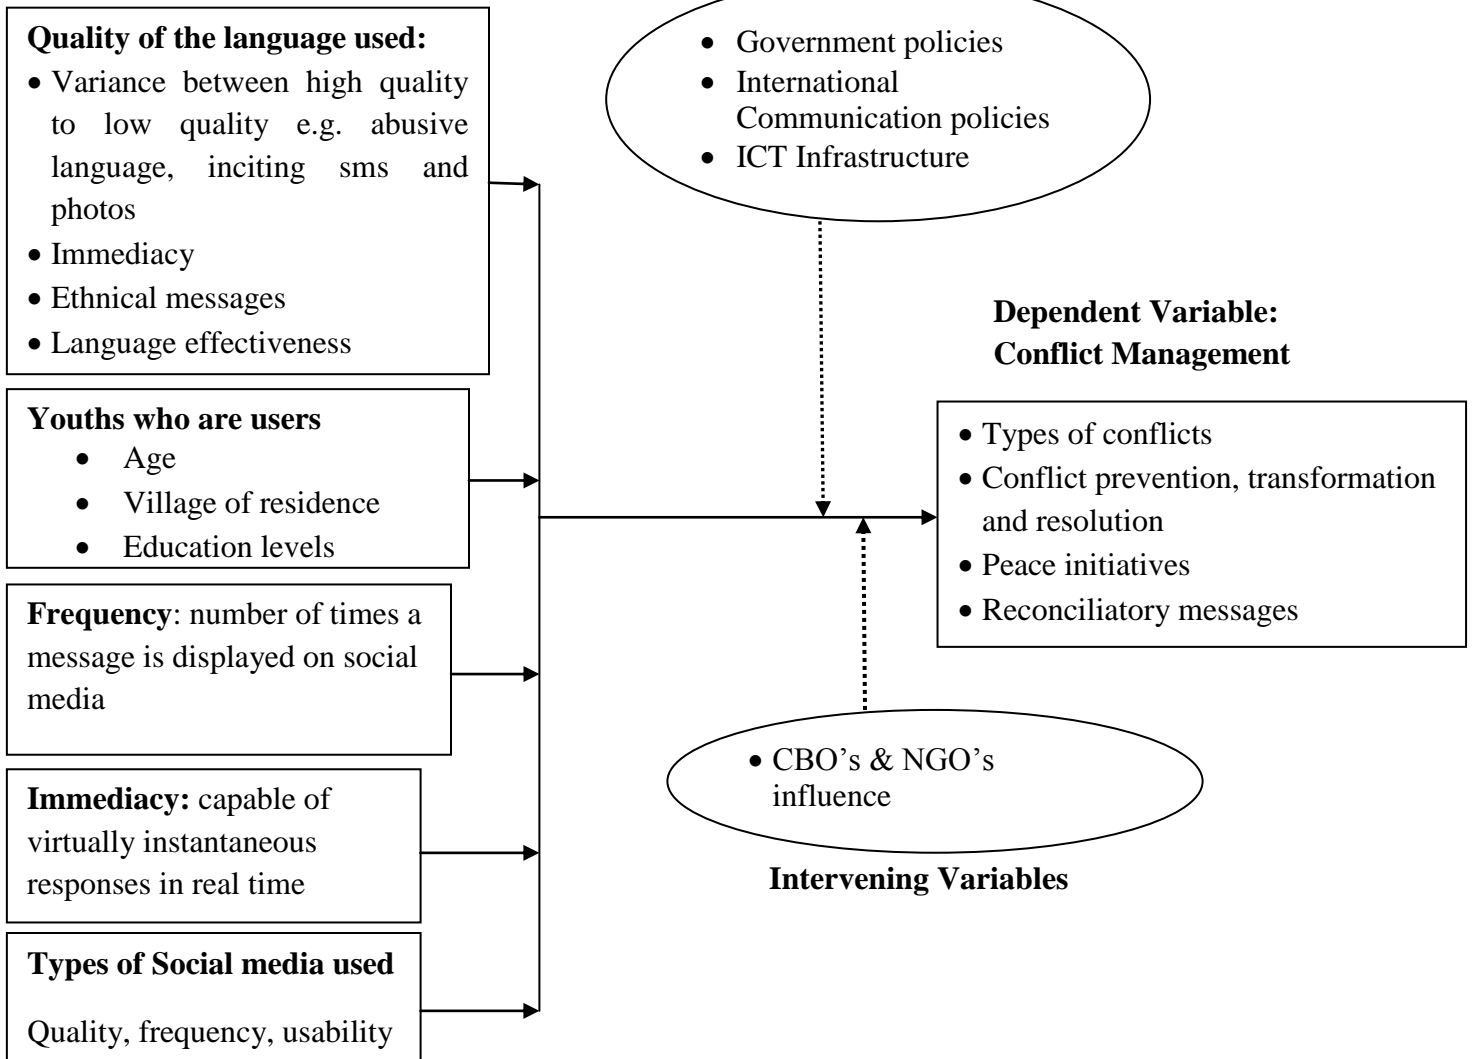 Quality of the language used:
• Variance between high quality
to low quality e.g. abusive
language, inciting sms and
photos
• Immediacy
• Ethnical messages
• Language effectiveness
Youths who are users
• Age
• Village of residence
• Education levels
Frequency: number of times a
message is displayed on social
media
Immediacy: capable of
virtually instantaneous
responses in real time
Types of Social media used
Quality, frequency, usability
• Government policies
• International
Communication policies
• ICT Infrastructure
Dependent Variable:
Conflict Management
• Types of conflicts
• Conflict prevention, transformation
and resolution
• Peace initiatives
• Reconciliatory messages
• CBO’s & NGO’s
influence
Intervening Variables